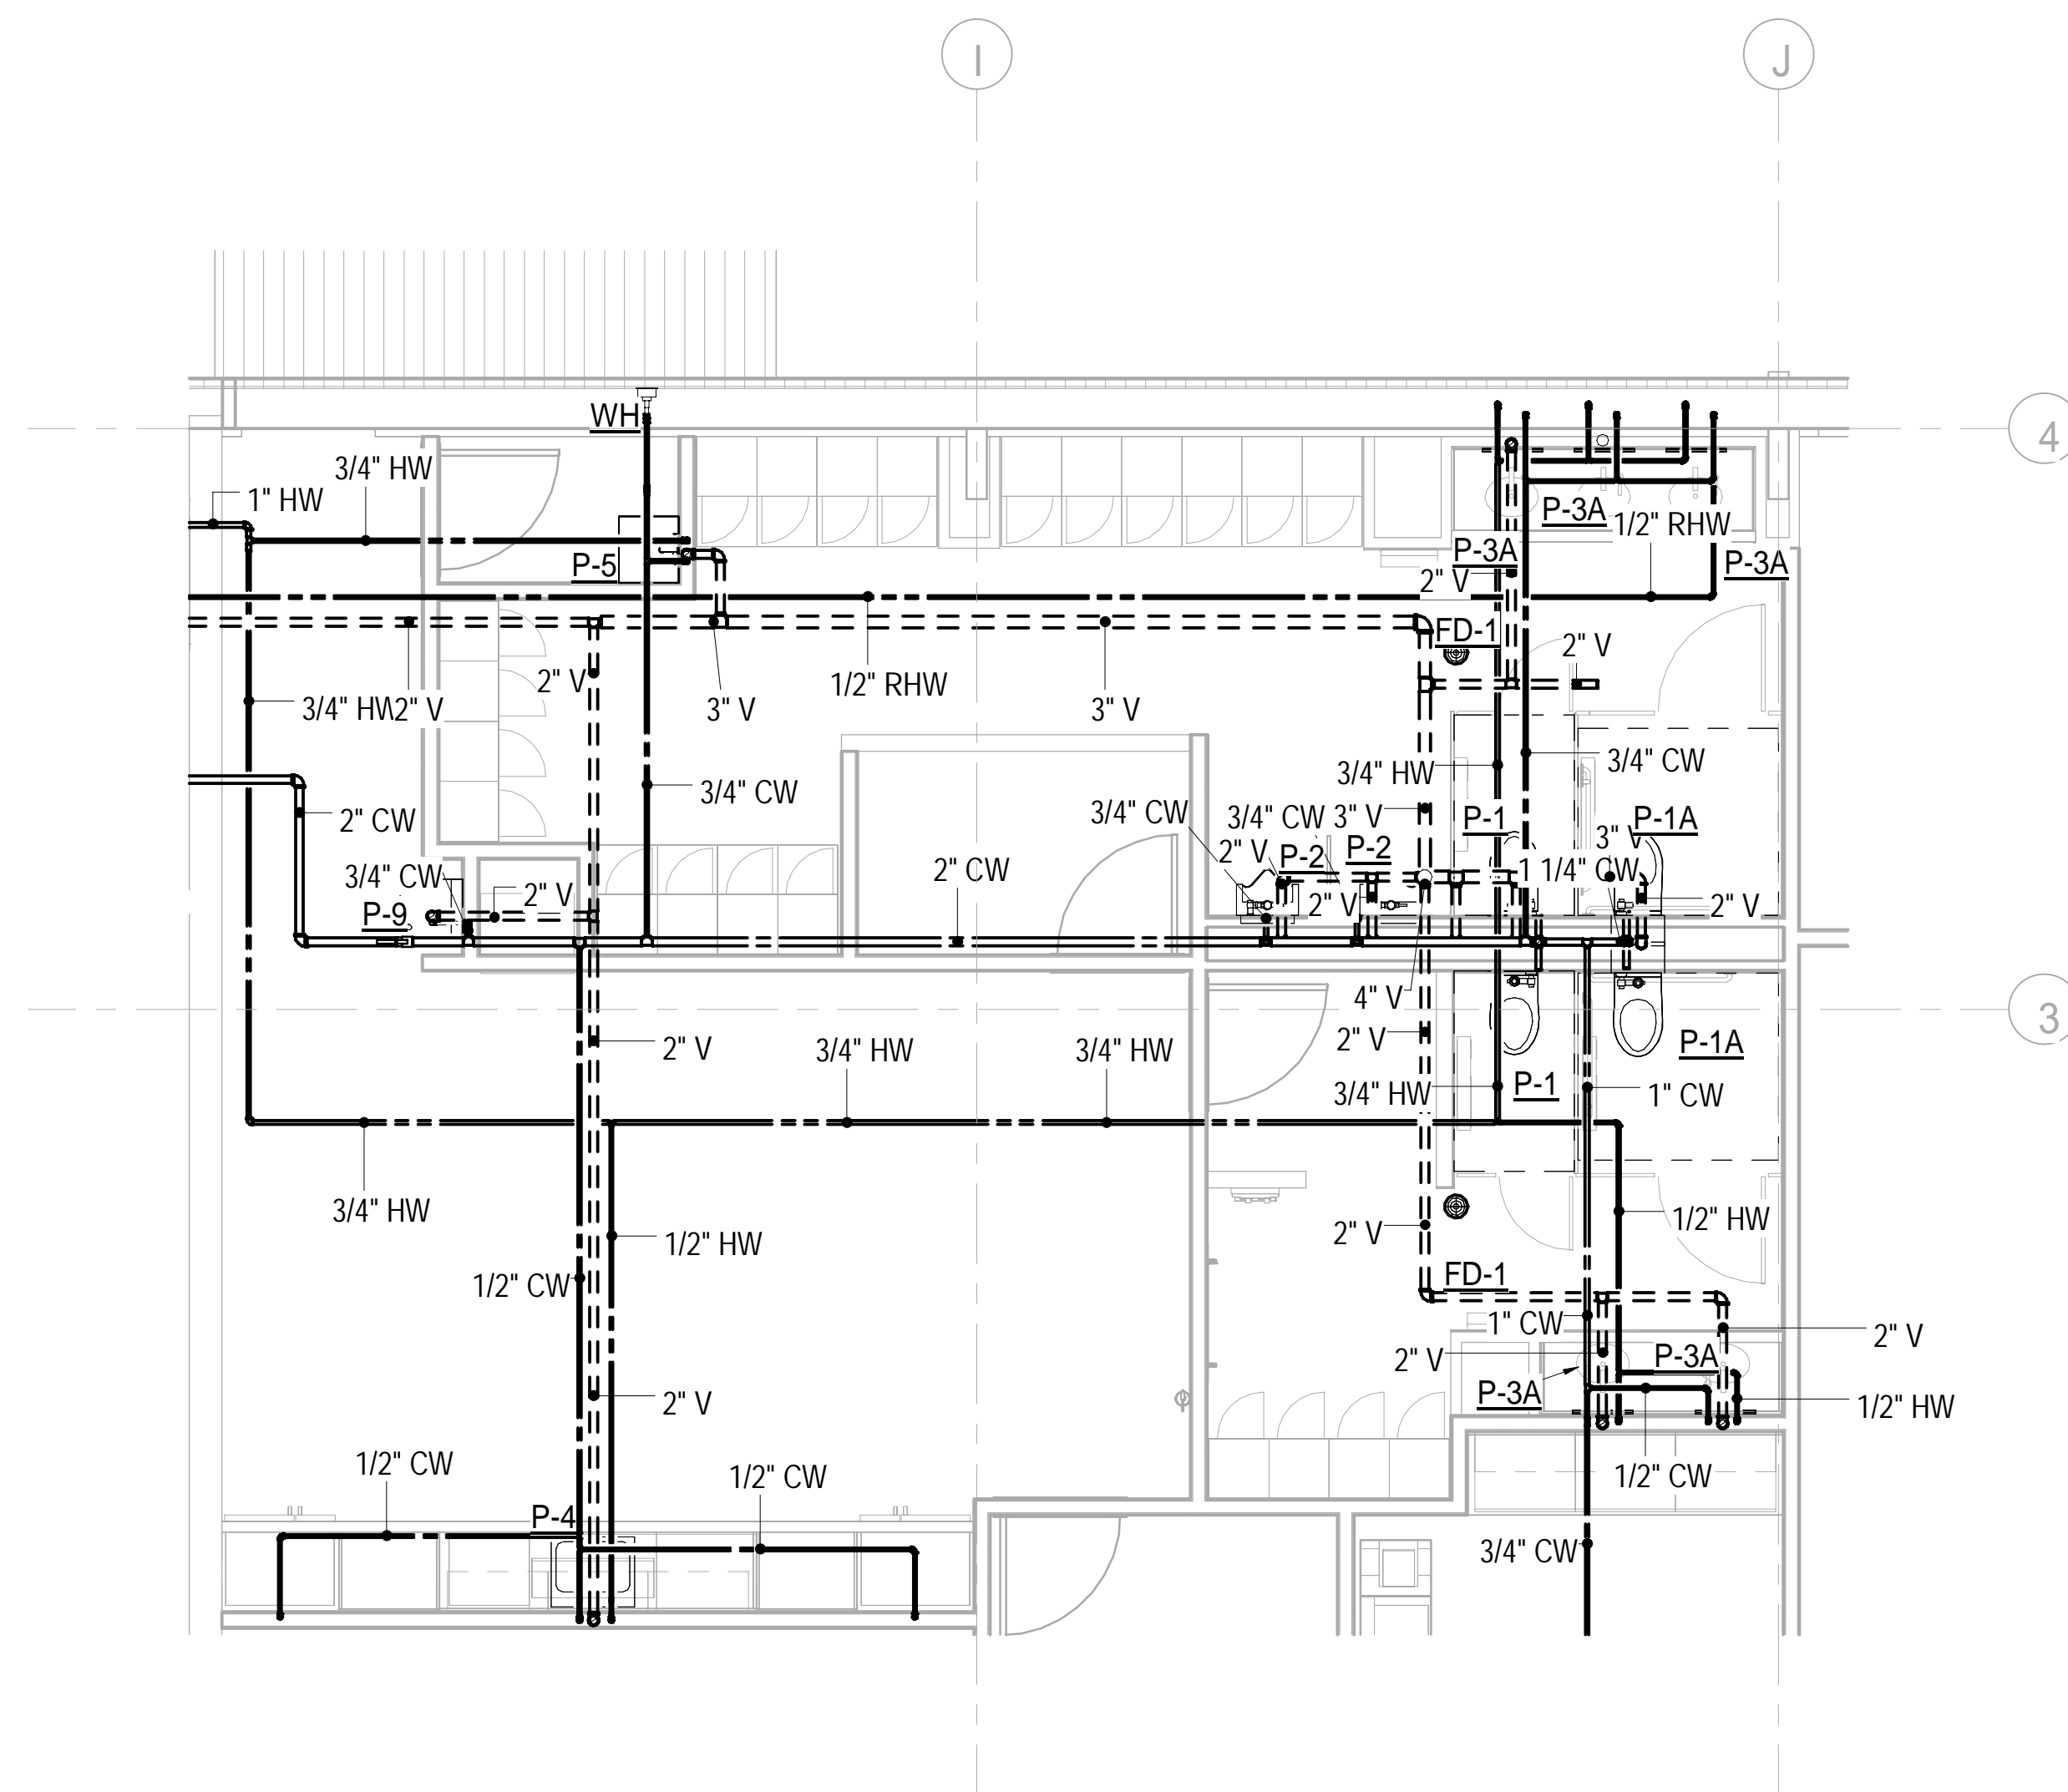 I
J
WH
4
3/4" HW
1" HW
P-3A
1/2" RHW
P-3A
P-5
P-3A
2" V
FD-1
2" V
2" V
3/4" HW
2" V
3" V
1/2" RHW
3" V
3/4" CW
3/4" HW
3/4" CW
2" CW
3/4" CW
3/4" CW
3" V
P-1
P-1A
3" V
2" V
P-2
P-2
2" CW
1 1/4" CW
3/4" CW
2" V
2" V
2" V
P-9
4" V
3
2" V
2" V
3/4" HW
3/4" HW
P-1A
3/4" HW
P-1
1" CW
3/4" HW
1/2" HW
2" V
1/2" HW
1/2" CW
FD-1
1" CW
2" V
2" V
P-3A
P-3A
2" V
1/2" HW
1/2" CW
1/2" CW
1/2" CW
P-4
3/4" CW